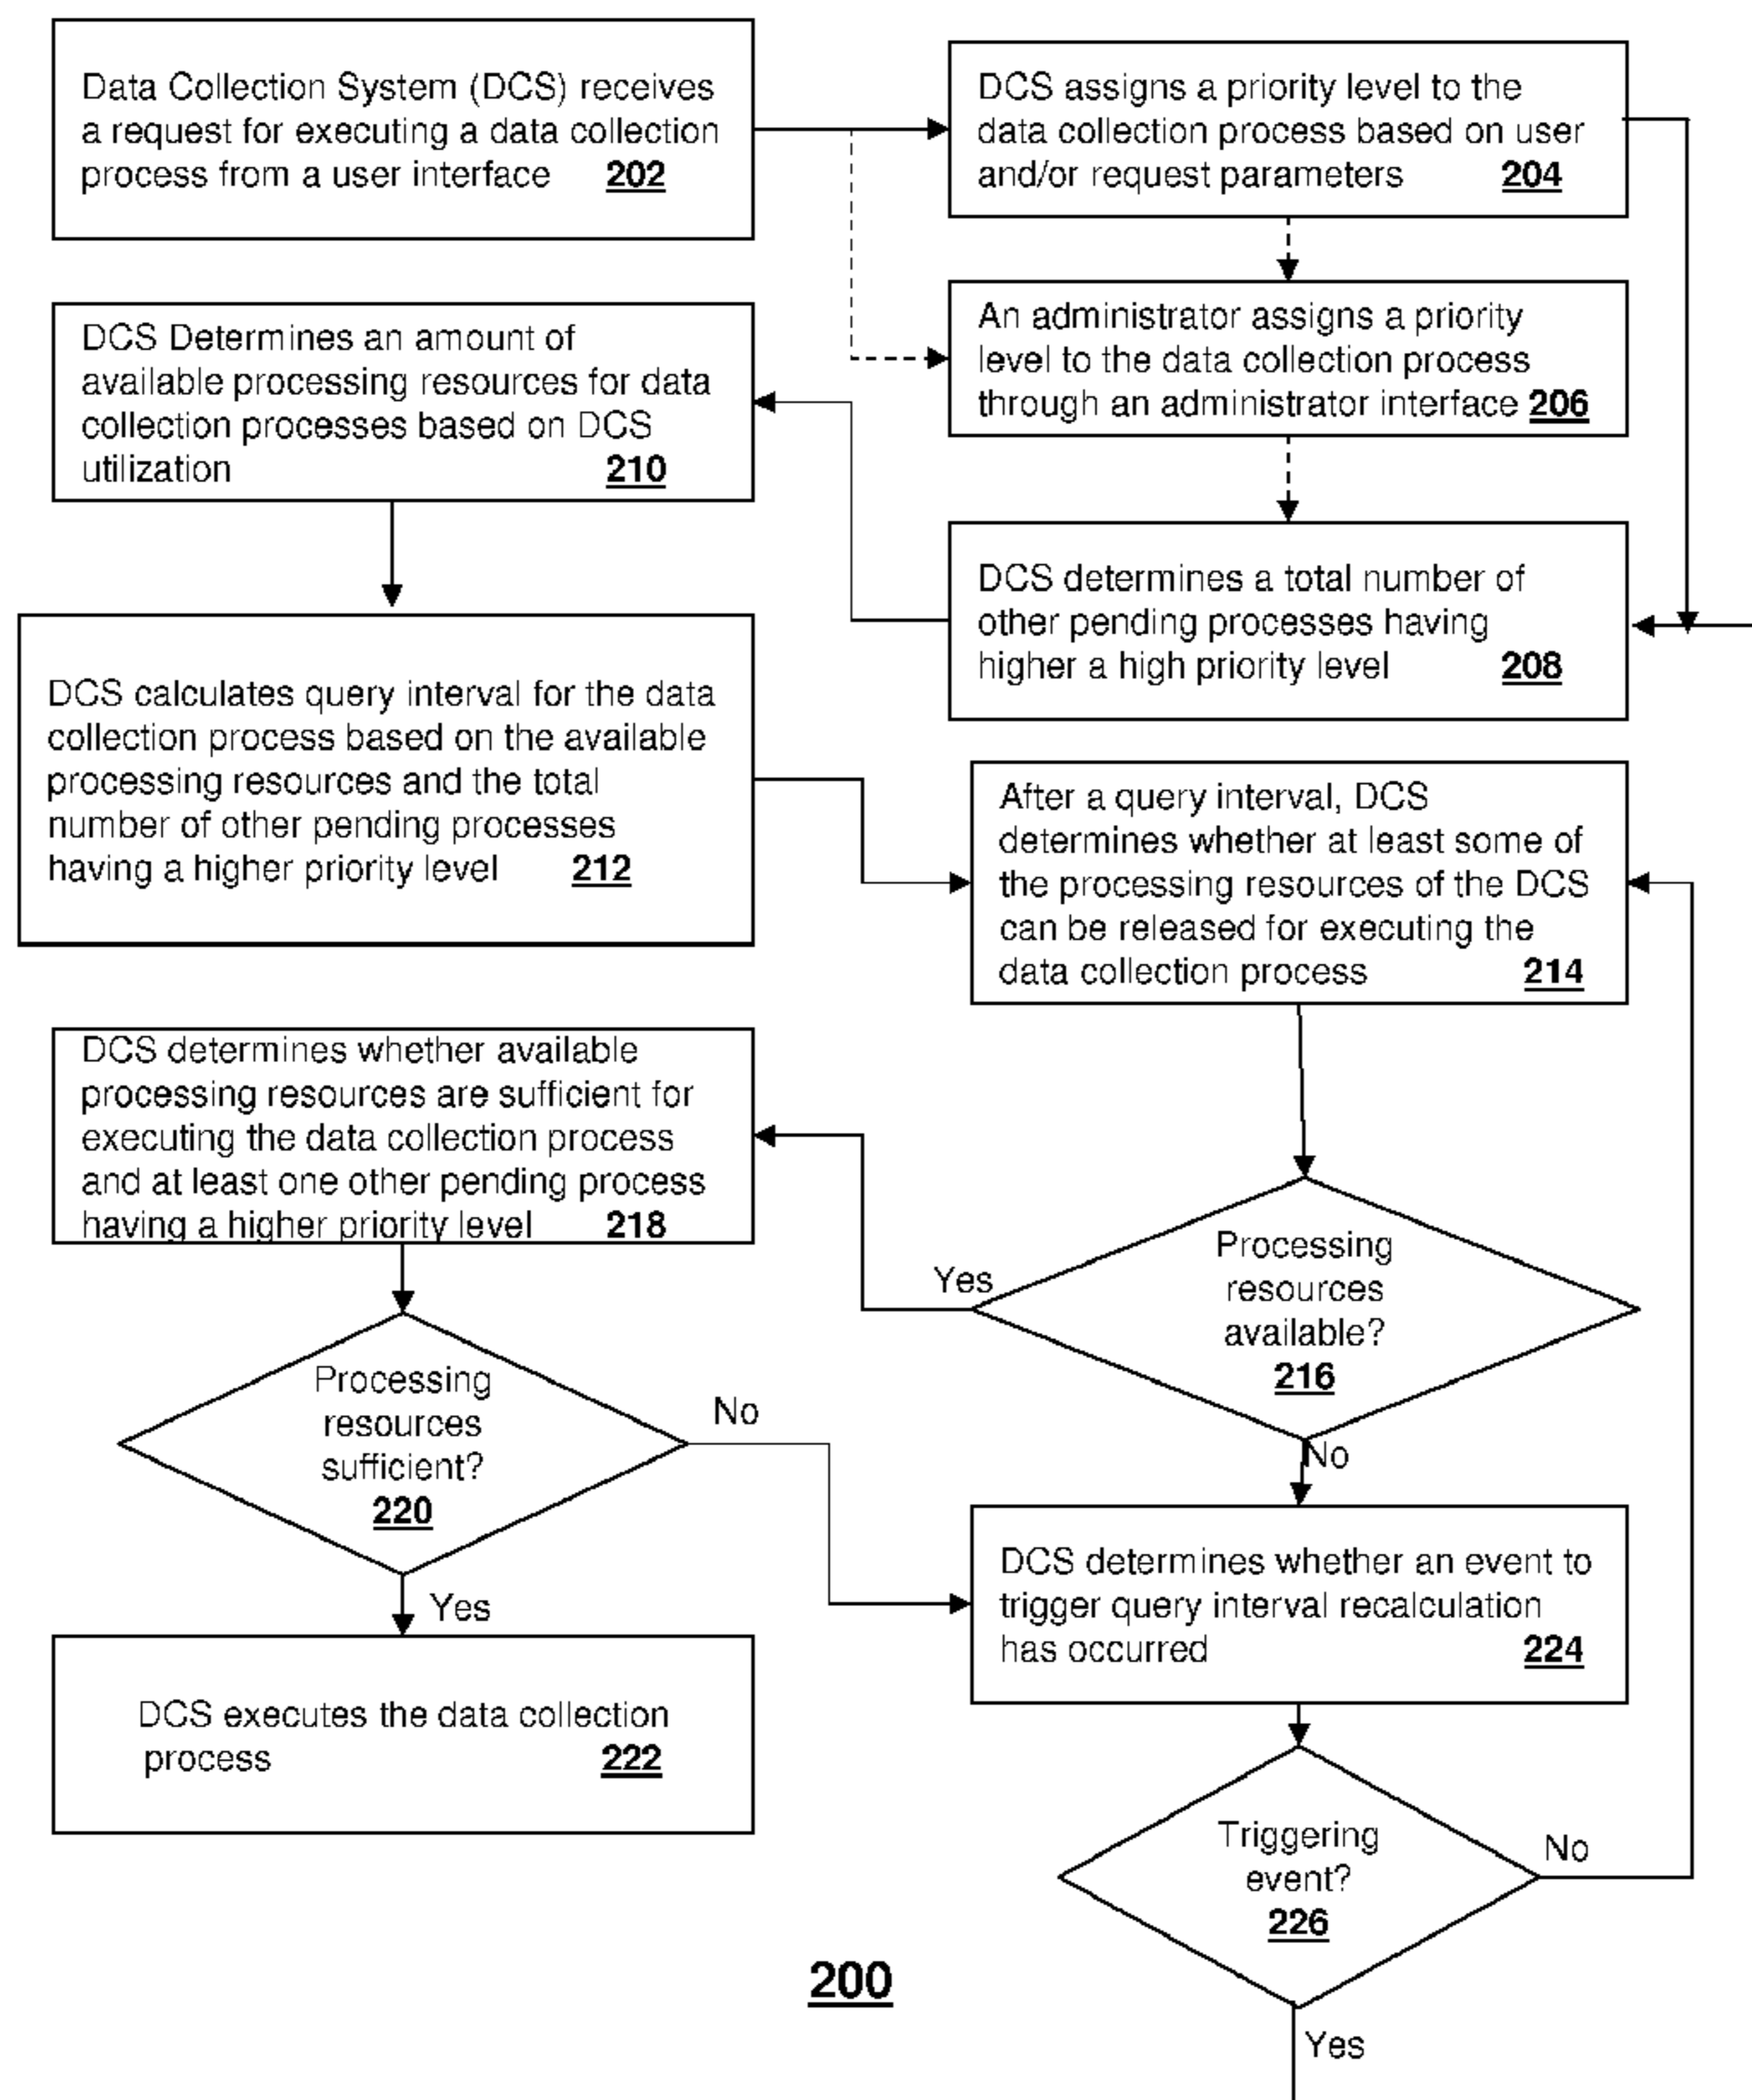 Data Collection System (DCS) receives
a request for executing a data collection
process from a user interface 202
DCS assigns a priority level to the
data collection process based on user
and/or request parameters 204
An administrator assigns a priority
level to the data collection process
through an administrator interface 206
DCS determines a total number of
other pending processes having
higher a high priority level 208
DCS Determines an amount of
available processing resources for data
collection processes based on DCS
utilization 210
DCS calculates query interval for the data
collection process based on the available
processing resources and the total
number of other pending processes
having a higher priority level 212
After a query interval, DCS
determines whether at least some of
the processing resources of the DCS
can be released for executing the
data collection process 214
Processing
resources
available?
216
Yes
No
DCS determines whether available
processing resources are sufficient for
executing the data collection process
and at least one other pending process
having a higher priority level 218
Processing
resources
sufficient?
220
No
Yes
DCS executes the data collection
process 222
DCS determines whether an event to
trigger query interval recalculation
has occurred 224
Triggering
event?
226
No
Yes
200